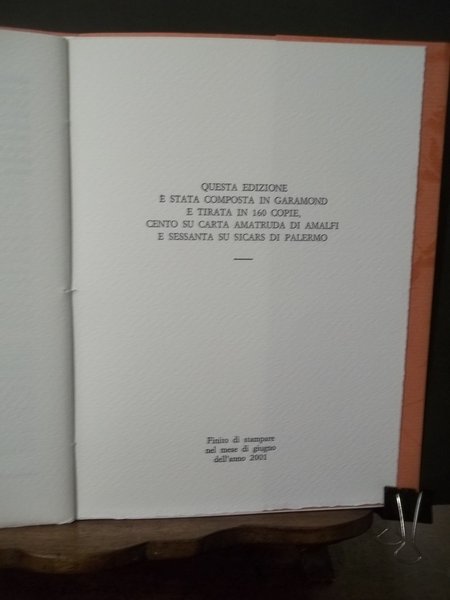 QUESTA EDIZIONE
È STATA COMPOSTA IN GARAMOND
E TIRATA IN 160 COPIE,
CENTO SU CARTA AMATRUDA DI AMALFI
E SESSANTA SU SICARS DI PALERMO
Finito di stampare
nel mese di giugno
dell'anno 2001